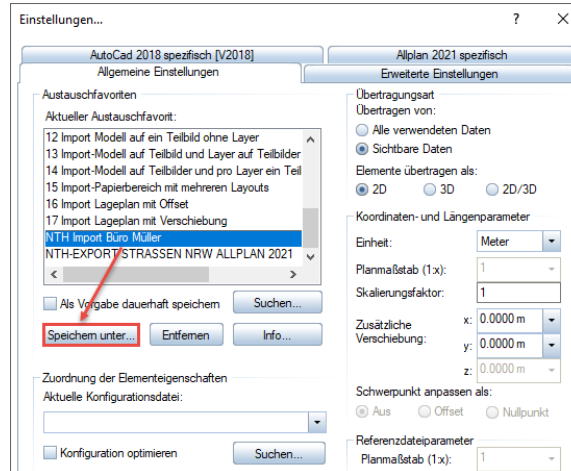 Einstellungen...
? ×
AutoCad 2018 spezifisch [V2018]
Allplan 2021 spezifisch
Allgemeine Einstellungen
Erweiterte Einstellungen
Austauschfavoriten
Aktueller Austauschfavorit:
12 Import Modell auf ein Teilbild ohne Layer
13 Import-Modell auf Teilbild und Layer auf Teilbilder
14 Import-Modell auf Teilbilder und pro Layer ein Teil
15 Import-Papierbereich mit mehreren Layouts
16 Import Lageplan mit Offset
17 Import Lageplan mit Verschiebung
NTH Import Büro Müller
NTH-EXPORT STRASSEN NRW ALLPLAN 2021
Als Vorgabe dauerhaft speichern
Suchen...
Speichern unter...
Entfernen
Info...
Zuordnung der Elementeigenschaften
Aktuelle Konfigurationsdatei:
Konfiguration optimieren
Suchen...
Übertragungsart
Übertragen von:
Alle verwendeten Daten
Sichtbare Daten
Elemente übertragen als:
2D
3D
2D/3D
Koordinaten- und Längenparameter
Einheit:
Meter
Planmaßstab (1:x):
1
Skalierungsfaktor:
1
Zusätzliche
Verschiebung:
x: 0.0000 m
y: 0.0000 m
z: 0.0000 m
Schwerpunkt anpassen als:
Aus
Offset
Nullpunkt
Referenzdateiparameter
Planmaßstab (1:x):
1